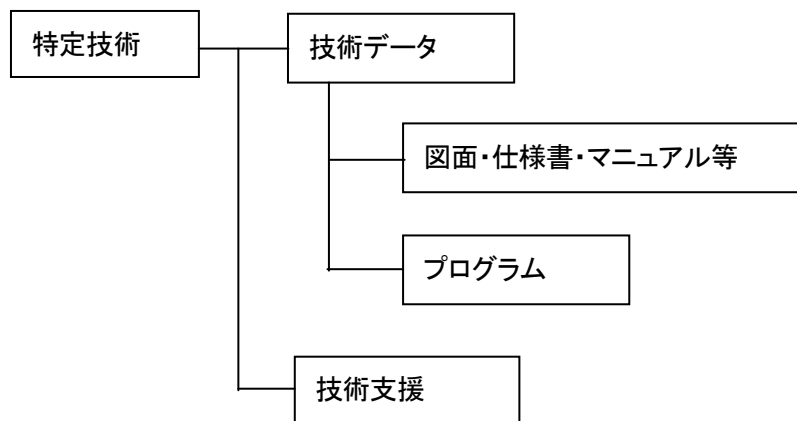 特定技術
技術データ
図面・仕様書・マニュアル等
プログラム
技術支援